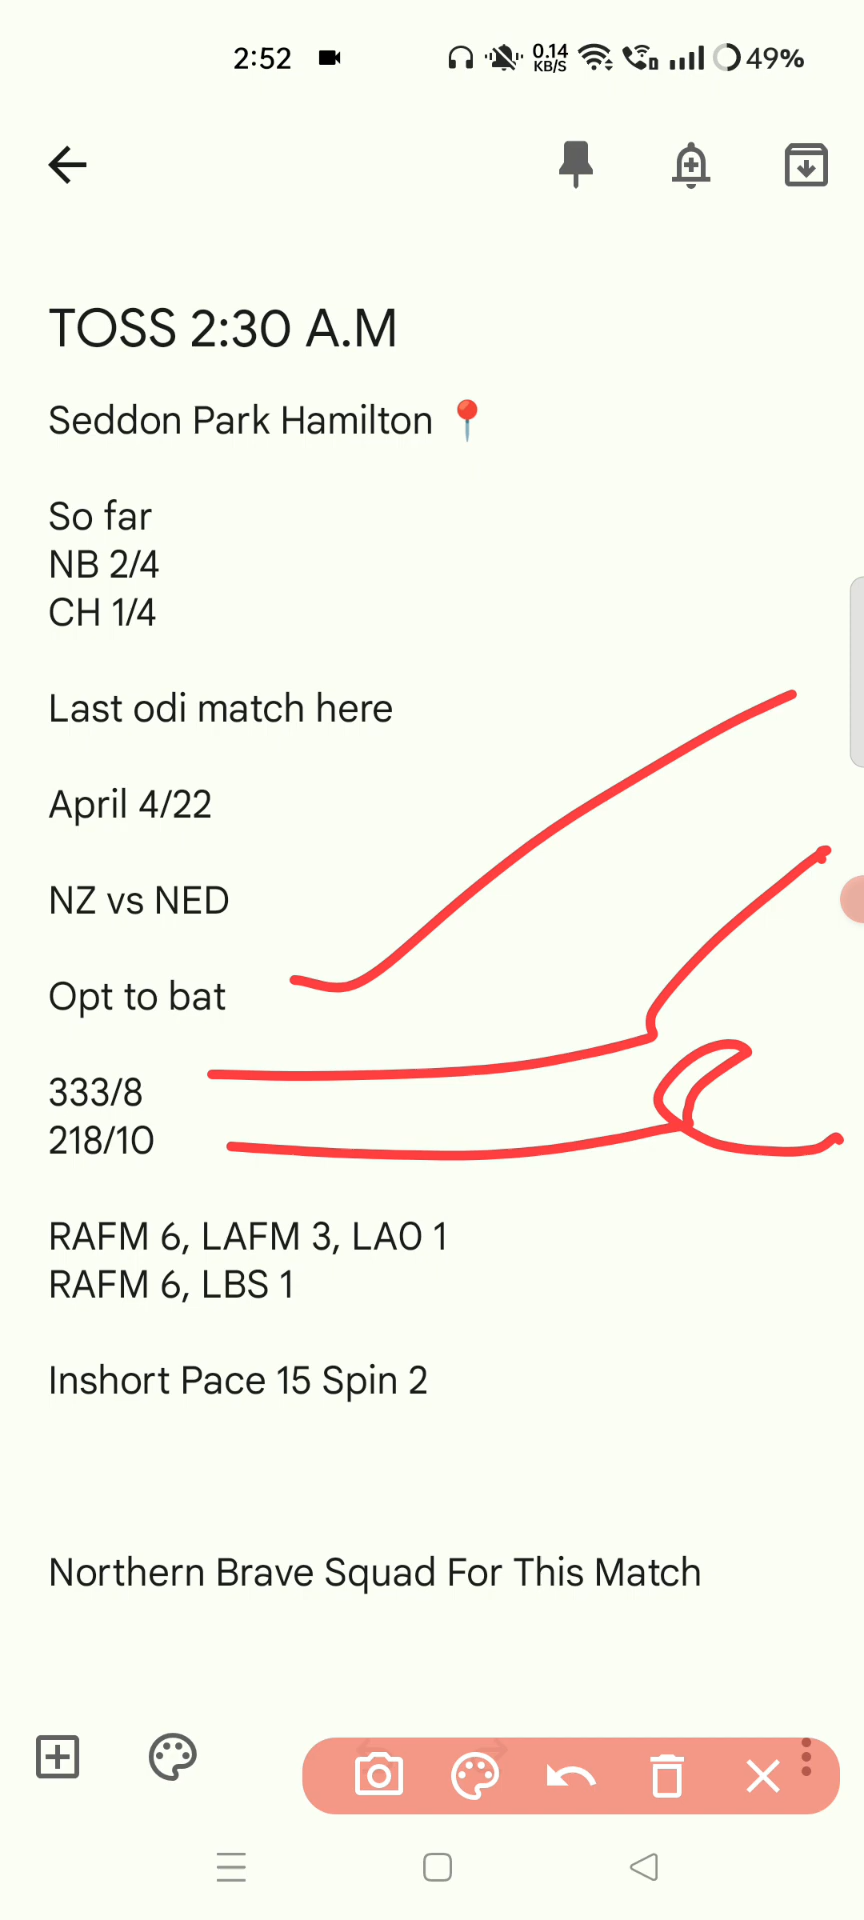 2:52
0.14
KB/S
49%
TOSS 2:30 A.M
Seddon Park Hamilton 📍
So far
NB 2/4
CH 1/4
Last odi match here
April 4/22
NZ vs NED
Opt to bat
333/8
218/10
RAFM 6, LAFM 3, LAO 1
RAFM 6, LBS 1
Inshort Pace 15 Spin 2
Northern Brave Squad For This Match